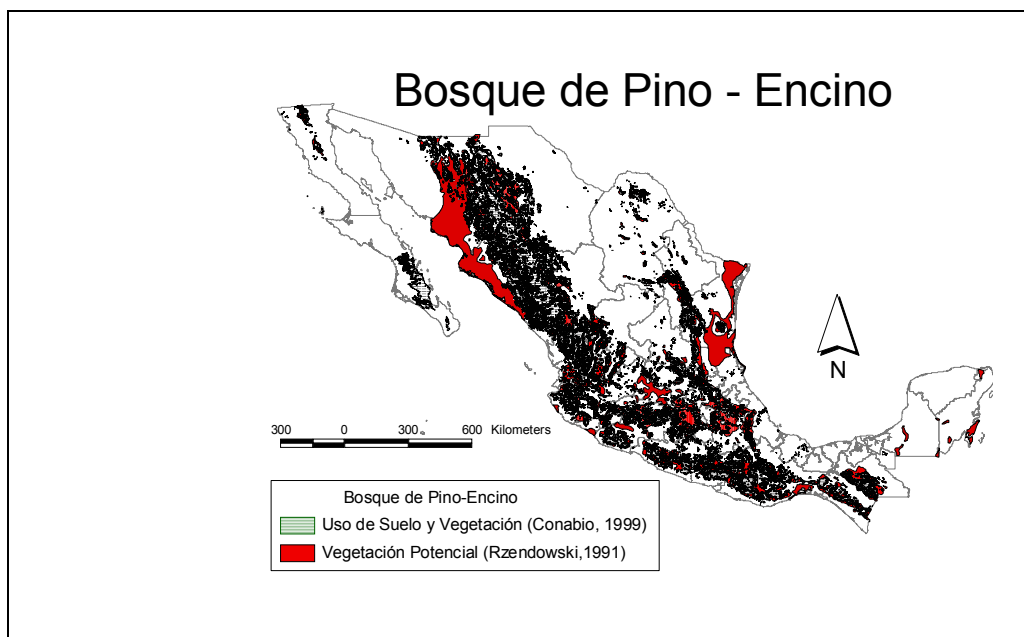 Bosque de Pino - Encino
N
300 0 300 600 Kilometers
Bosque de Pino-Encino
Uso de Suelo y Vegetación (Conabio, 1999)
Vegetación Potencial (Rzendowski,1991)